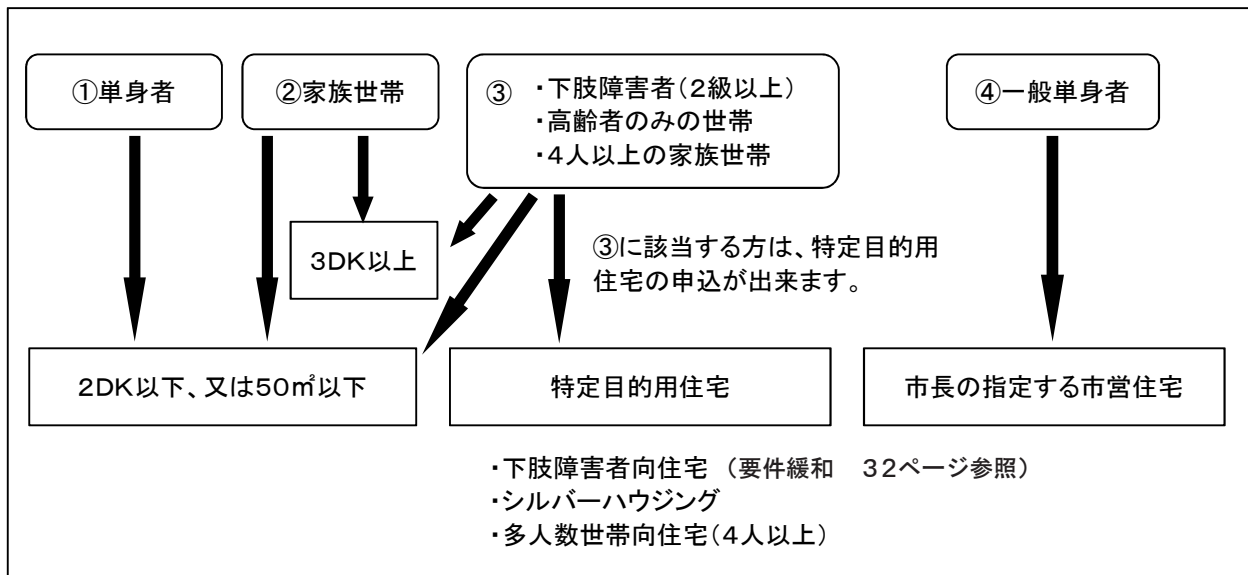 ①単身者
②家族世帯
③ ・下肢障害者(2級以上)
・高齢者のみの世帯
・4人以上の家族世帯
④一般単身者
3DK以上
③に該当する方は、特定目的用
住宅の申込が出来ます。
2DK以下、又は50㎡以下
特定目的用住宅
市長の指定する市営住宅
・下肢障害者向住宅 (要件緩和 32ページ参照)
・シルバーハウジング
・多人数世帯向住宅(4人以上)